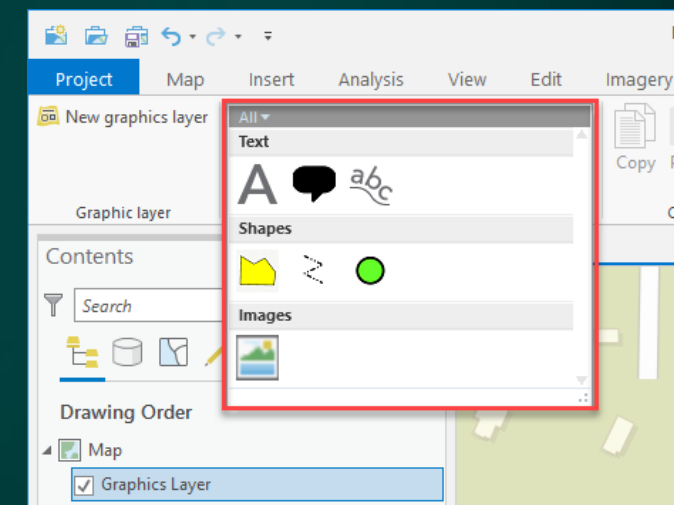 Project Map Insert Analysis View Edit Imagery
New graphics layer
All
Text
A
abc
Copy
Graphic layer
Shapes
Contents
Search
Images
Drawing Order
Map
Graphics Layer